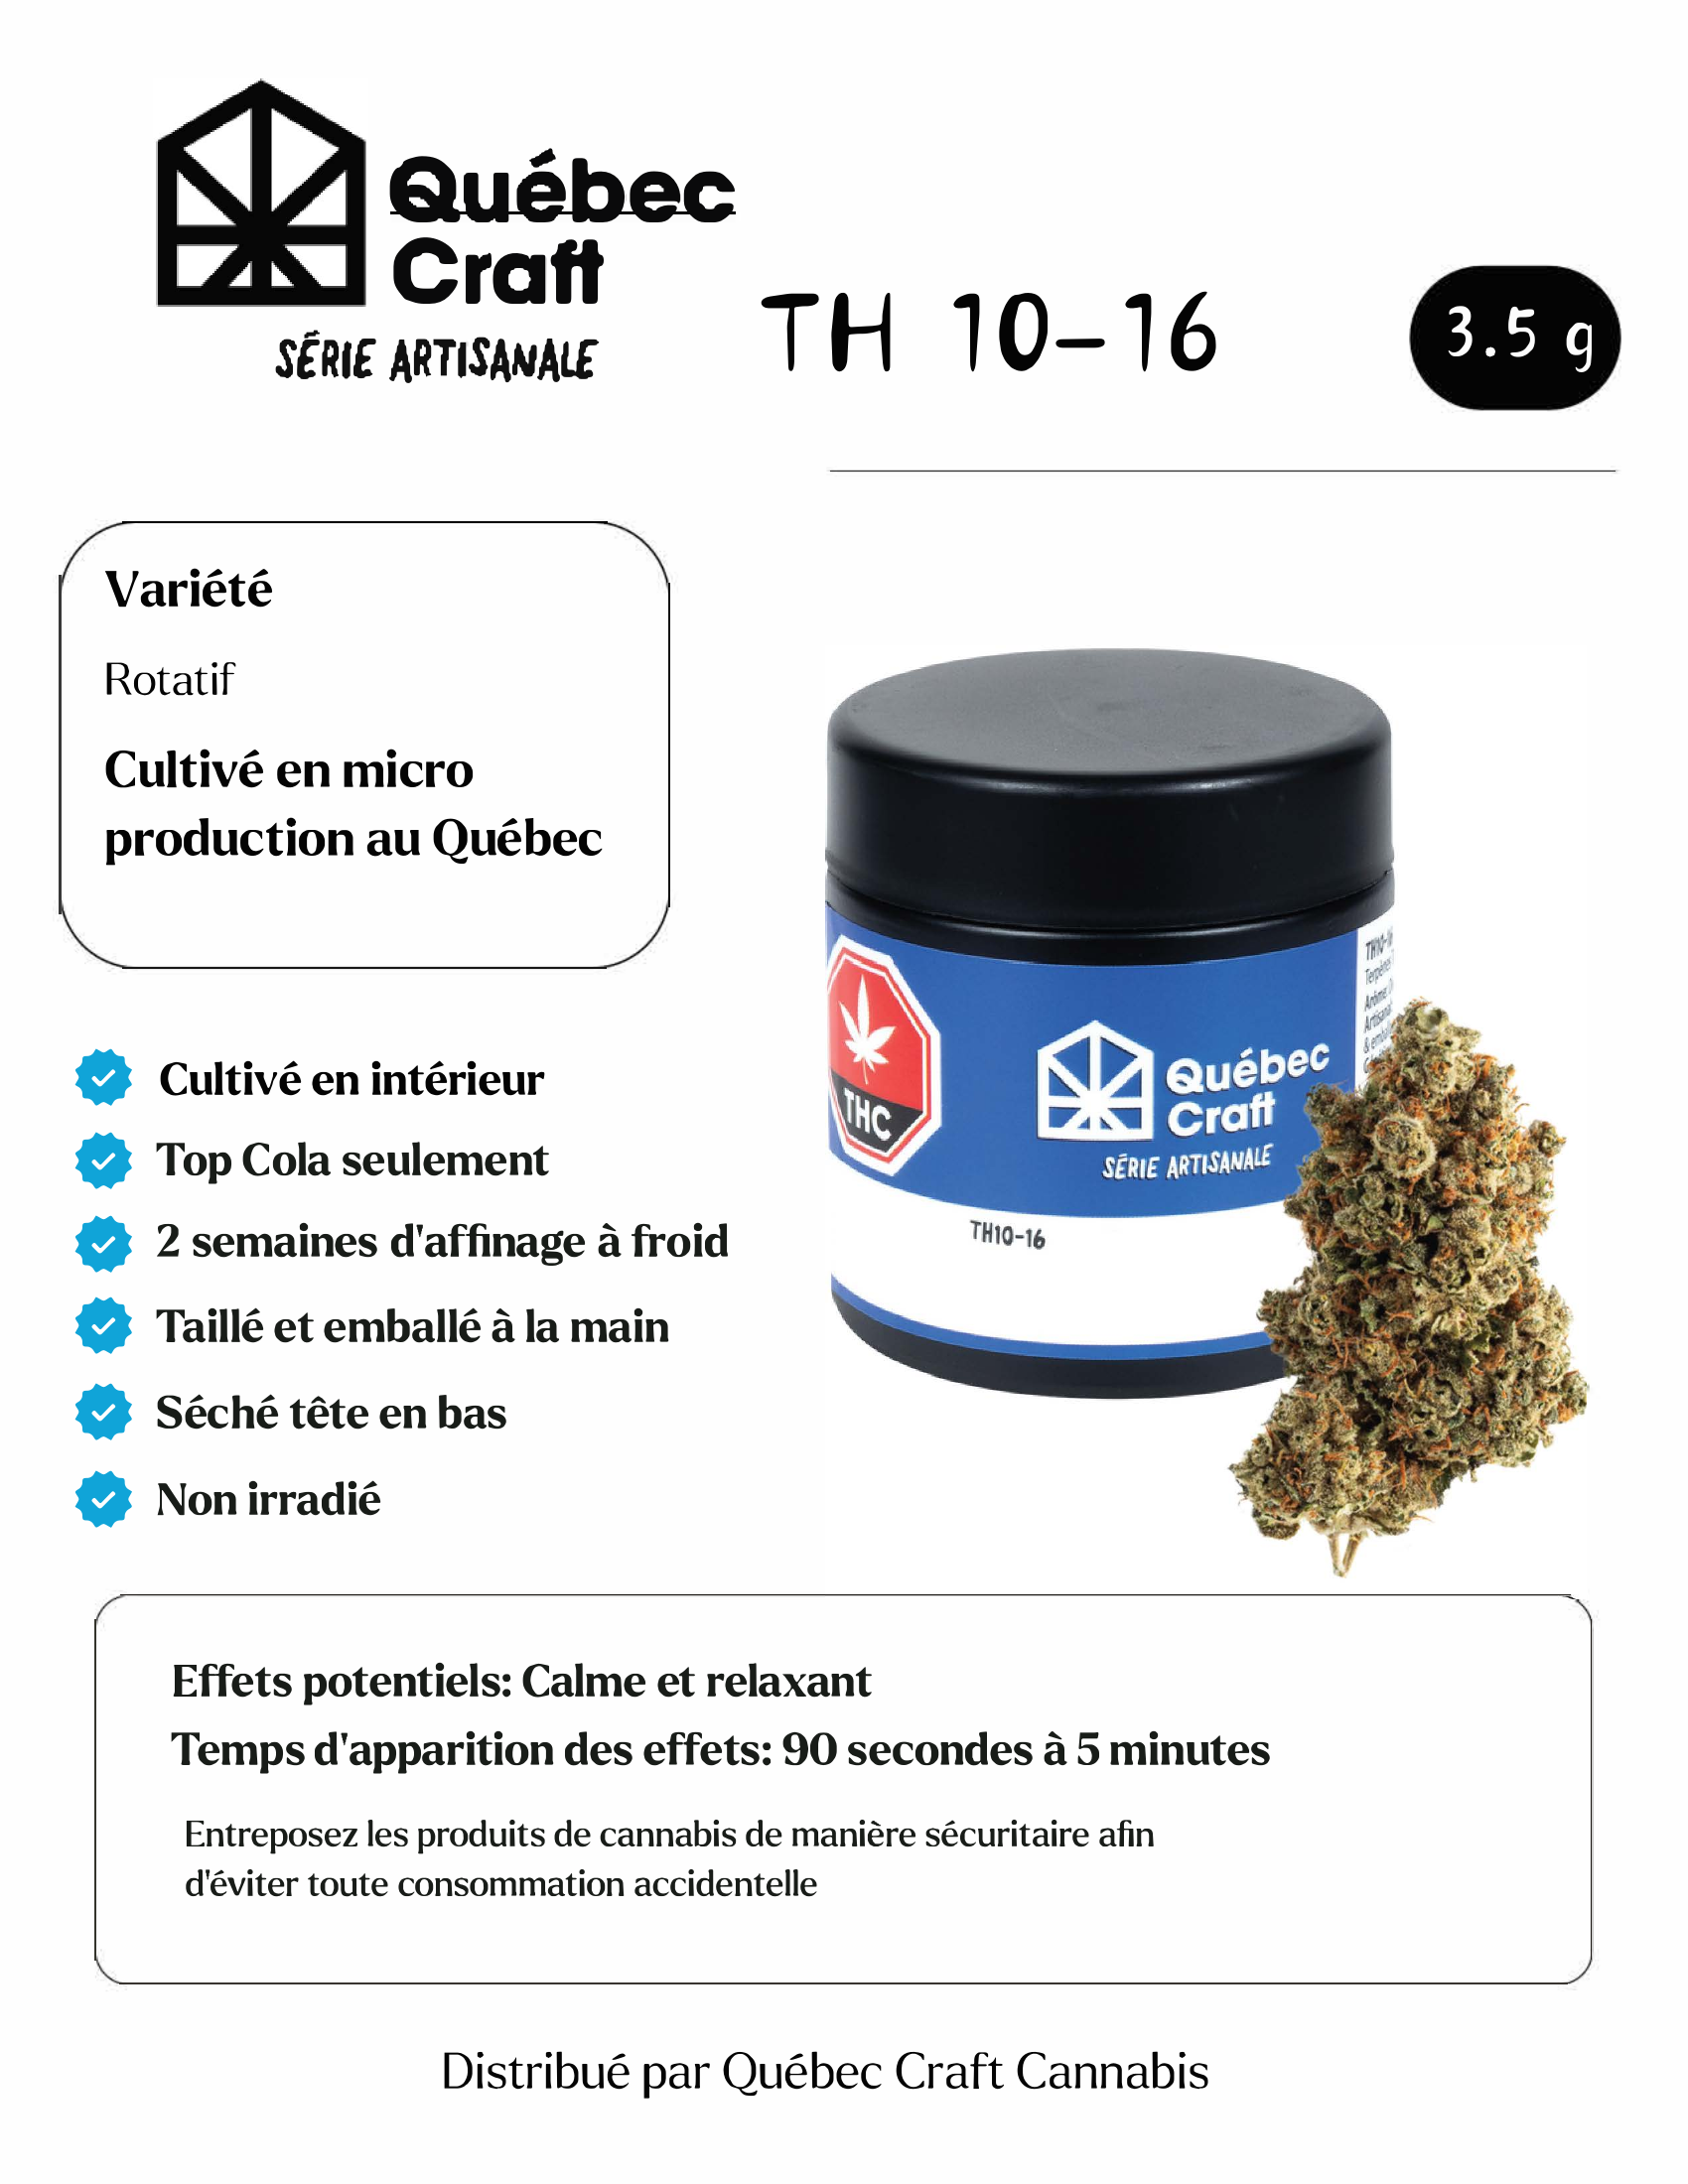 Québec
Craft
SÉRIE ARTISANALE
TH 10-16
3.5 g
Variété
Rotatif
Cultivé en micro
production au Québec
Cultivé en intérieur
Top Cola seulement
2 semaines d'affinage à froid
Taillé et emballé à la main
Séché tête en bas
Non irradié
THC
Québec
Craft
SÉRIE ARTISANALE
TH10-16
Effets potentiels: Calme et relaxant
Temps d'apparition des effets: 90 secondes à 5 minutes
Entreposez les produits de cannabis de manière sécuritaire afin
d'éviter toute consommation accidentelle
Distribué par Québec Craft Cannabis